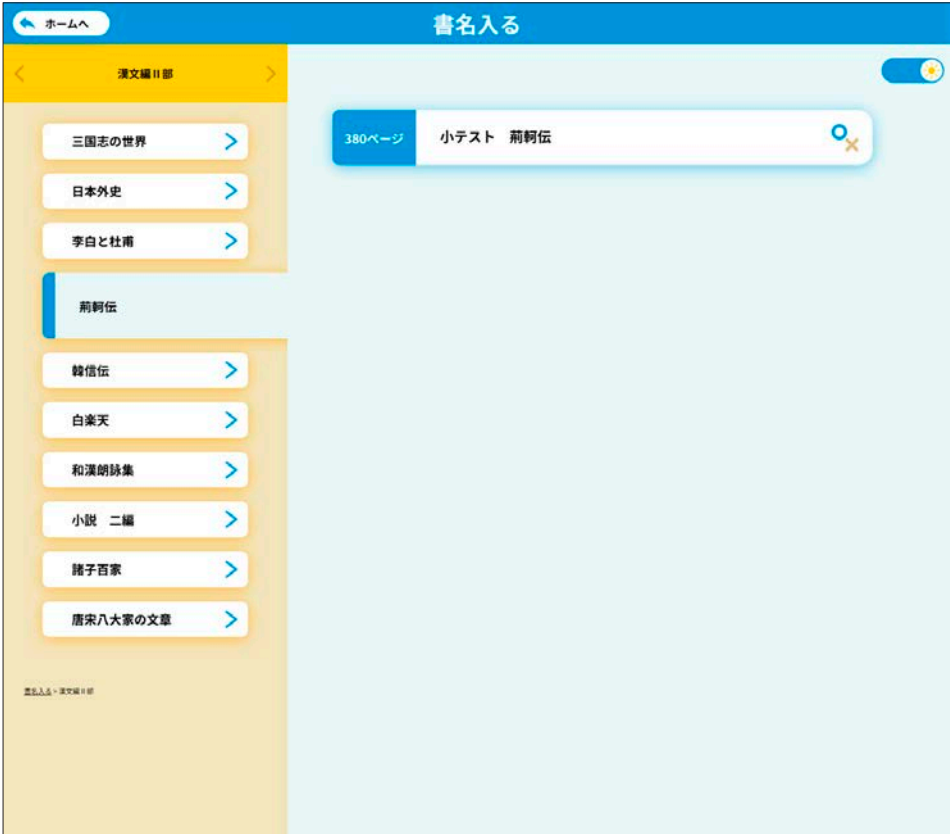 ホームへ
書名入る
漢文編Ⅱ部
三国志の世界
日本外史
李白と杜甫
荊軻伝
韓信伝
白楽天
和漢朗詠集
小説　二編
諸子百家
唐宋八大家の文章
書名入る > 漢文編Ⅱ部
380ページ
小テスト　荊軻伝